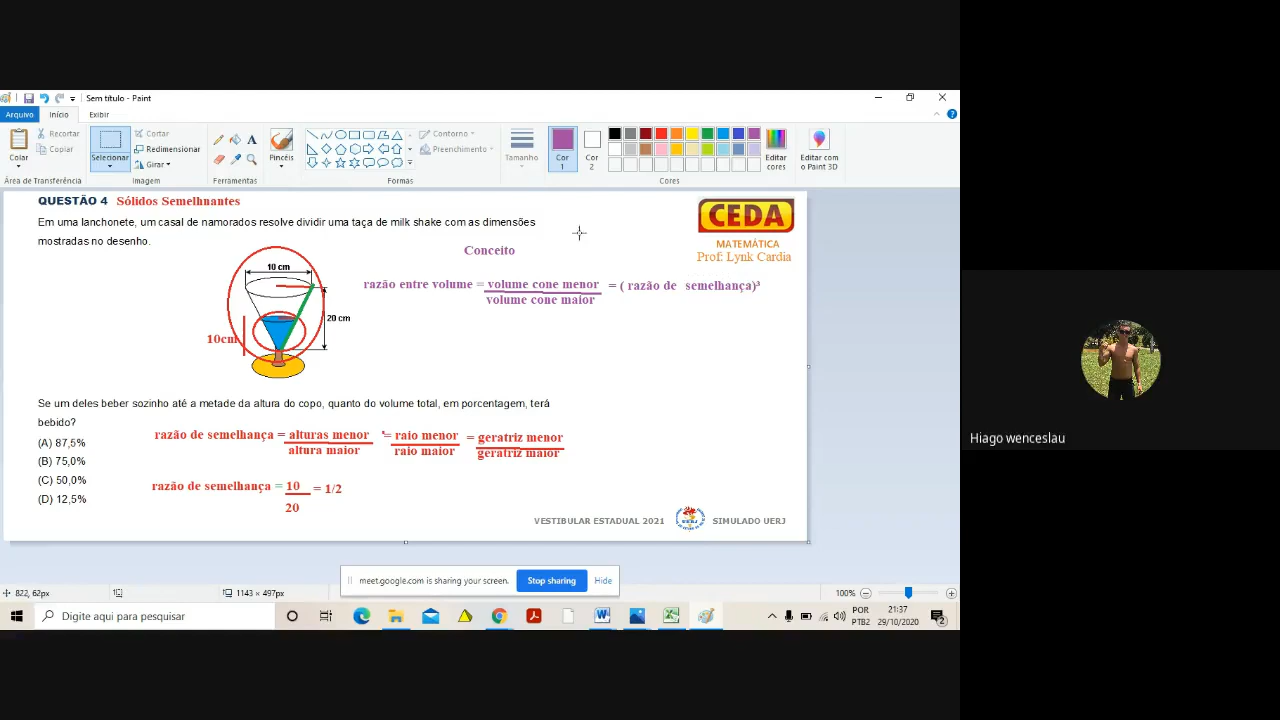 Sem título - Paint
Arquivo Início Exibir
Colar
Recortar
Copiar
Área de Transferência
Selecionar
Cortar
Redimensionar
Girar
Imagem
Ferramentas
Pincéis
Contorno
Preenchimento
Formas
Tamanho
Cor 1
Cor 2
Editar cores
Cores
Editar com o Paint 3D
QUESTÃO 4 Sólidos Semelhnantes
Em uma lanchonete, um casal de namorados resolve dividir uma taça de milk shake com as dimensões
mostradas no desenho.
CEDA
MATEMÁTICA
Prof: Lynk Cardia
Conceito
10 cm
20 cm
10cm
razão entre volume = volume cone menor = ( razão de semelhança)³
volume cone maior
Se um deles beber sozinho até a metade da altura do copo, quanto do volume total, em porcentagem, terá
bebido?
(A) 87,5%
(B) 75,0%
(C) 50,0%
(D) 12,5%
razão de semelhança = alturas menor = raio menor = geratriz menor
altura maior raio maior geratriz maior
razão de semelhança = 10 = 1/2
20
VESTIBULAR ESTADUAL 2021 UERJ SIMULADO UERJ
meet.google.com is sharing your screen. Stop sharing Hide
822, 62px
1143 × 497px
100%
Digite aqui para pesquisar
POR
PTB2
21:37
29/10/2020
2
Hiago wenceslau